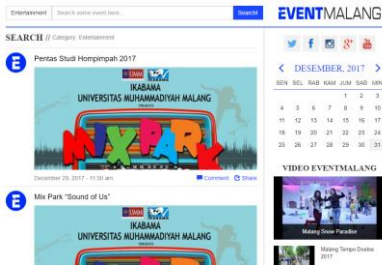 Entertainment
Search some event here..
Search!
EVENTMALANG
SEARCH // Category Entertainment
E
Pentas Studi HompImpah 2017
UMM
IKABAMA
UNIVERSITAS MUHAMMADIYAH MALANG
MIX PARK
December 29, 2017 - 11:30 am
Comment
Share
E
Mix Park "Sound of Us"
UMM
IKABAMA
UNIVERSITAS MUHAMMADIYAH MALANG
DESEMBER, 2017
SEN SEL RAB KAM JUM SAB MIN
1 2 3
4 5 6 7 8 9 10
11 12 13 14 15 16 17
18 19 20 21 22 23 24
25 26 27 28 29 30 31
VIDEO EVENTMALANG
Malang Snow Paradise
Malang Tempo Doeloe
2017